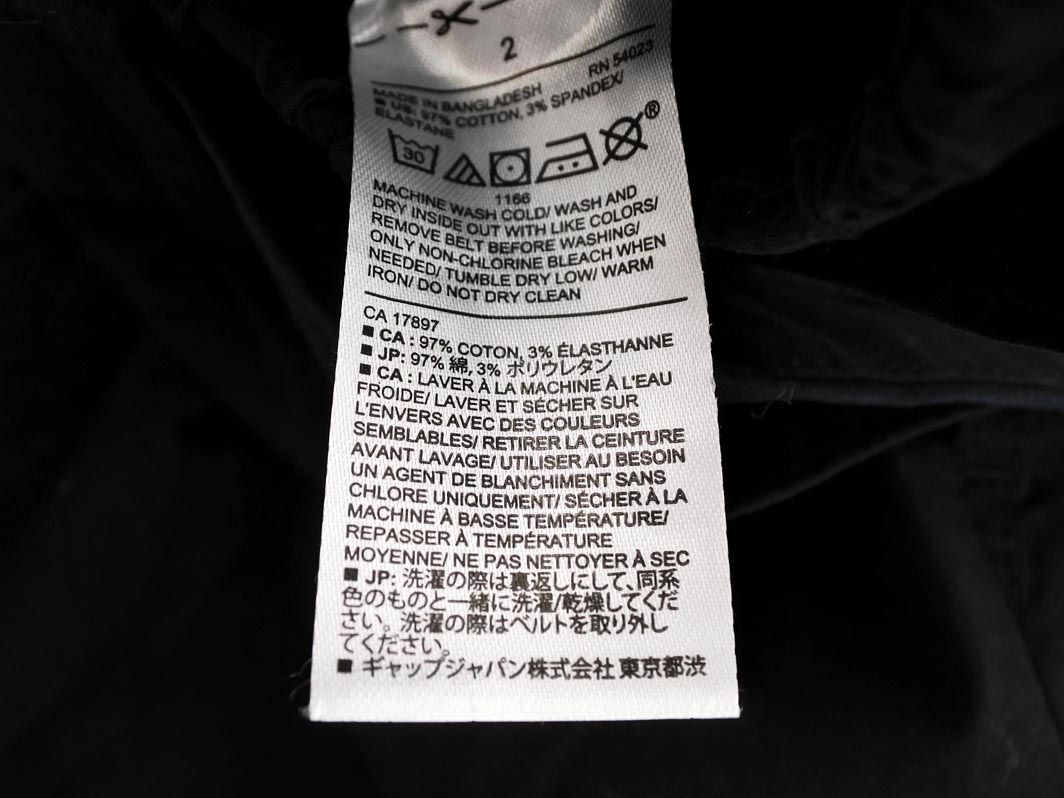 2
RN 54023
MADE IN BANGLADESH
■ US: 97% COTTON, 3% SPANDEX/
ELASTANE
30
®
1166
MACHINE WASH COLD/ WASH AND
DRY INSIDE OUT WITH LIKE COLORS/
REMOVE BELT BEFORE WASHING/
ONLY NON-CHLORINE BLEACH WHEN
NEEDED/ TUMBLE DRY LOW/ WARM
IRON/ DO NOT DRY CLEAN
CA 17897
■ CA : 97% COTON, 3% ÉLASTHANNE
■ JP: 97% 綿, 3% ポリウレタン
■ CA : LAVER À LA MACHINE À L'EAU
FROIDE/ LAVER ET SÉCHER SUR
L'ENVERS AVEC DES COULEURS
SEMBLABLES/ RETIRER LA CEINTURE
AVANT LAVAGE/ UTILISER AU BESOIN
UN AGENT DE BLANCHIMENT SANS
CHLORE UNIQUEMENT/ SÉCHER À LA
MACHINE À BASSE TEMPÉRATURE/
REPASSER À TEMPÉRATURE
MOYENNE/ NE PAS NETTOYER À SEC
■ JP: 洗濯の際は裏返しにして、同系
色のものと一緒に洗濯/乾燥してくだ
さい。洗濯の際はベルトを取り外し
てください。
■ ギャップジャパン株式会社 東京都渋